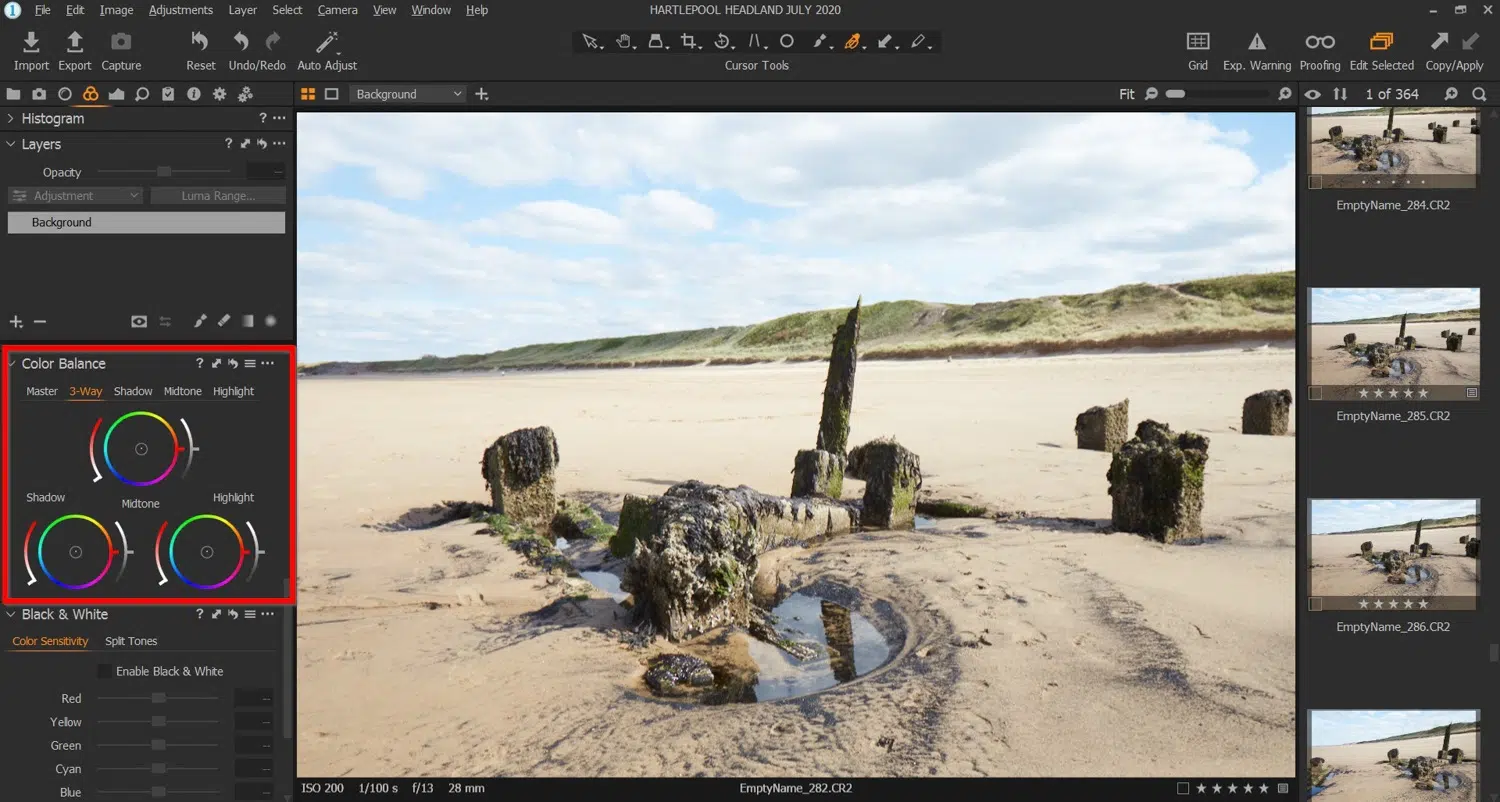 1 File Edit Image Adjustments Layer Select Camera View Window Help HARTLEPOOL HEADLAND JULY 2020
Import Export Capture Reset Undo/Redo Auto Adjust Cursor Tools Grid Exp. Warning Proofing Edit Selected Copy/Apply
Background Fit 1 of 364
Histogram ? ...
Layers ? ...
Opacity --
Adjustment Luma Range...
Background
Color Balance ? ...
Master 3-Way Shadow Midtone Highlight
Shadow Midtone Highlight
Black & White ? ...
Color Sensitivity Split Tones
Enable Black & White
Red --
Yellow --
Green --
Cyan --
Blue --
ISO 200 1/100 s f/13 28 mm EmptyName_282.CR2
EmptyName_284.CR2
EmptyName_285.CR2
EmptyName_286.CR2